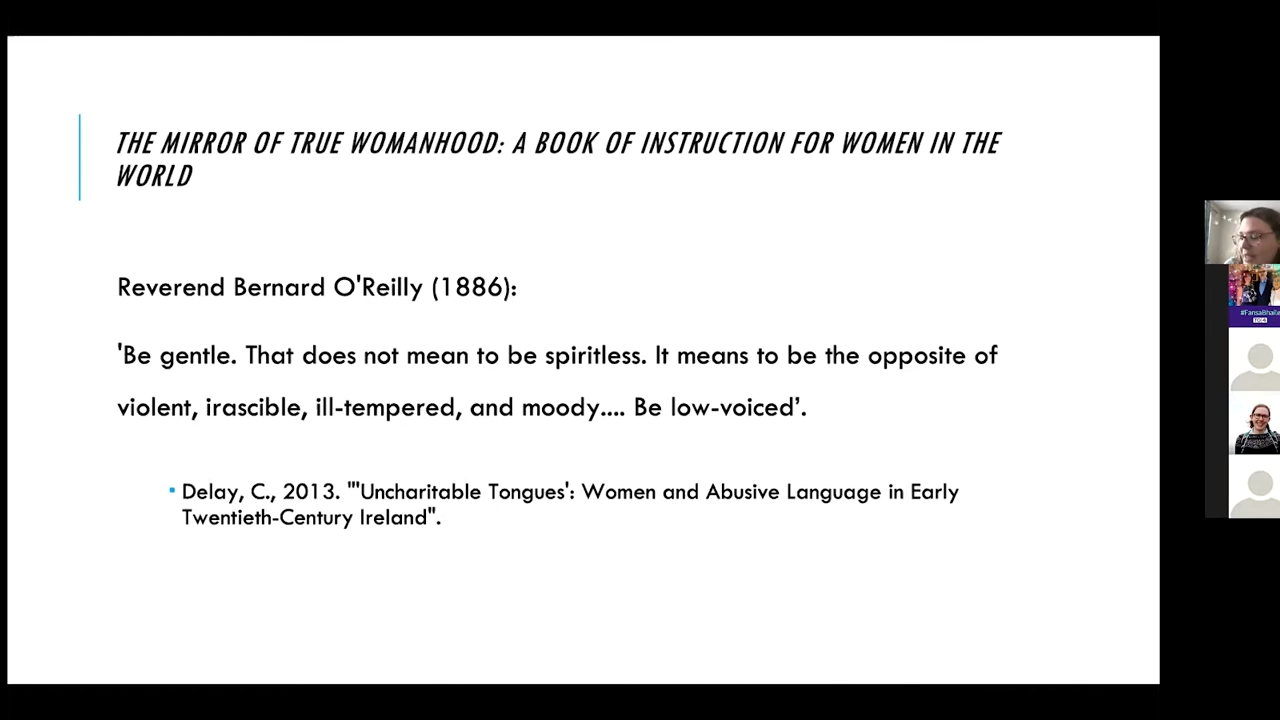 THE MIRROR OF TRUE WOMANHOOD: A BOOK OF INSTRUCTION FOR WOMEN IN THE
WORLD
Reverend Bernard O'Reilly (1886):
'Be gentle. That does not mean to be spiritless. It means to be the opposite of
violent, irascible, ill-tempered, and moody.... Be low-voiced’.
▪ Delay, C., 2013. "'Uncharitable Tongues': Women and Abusive Language in Early
Twentieth-Century Ireland".
TG4